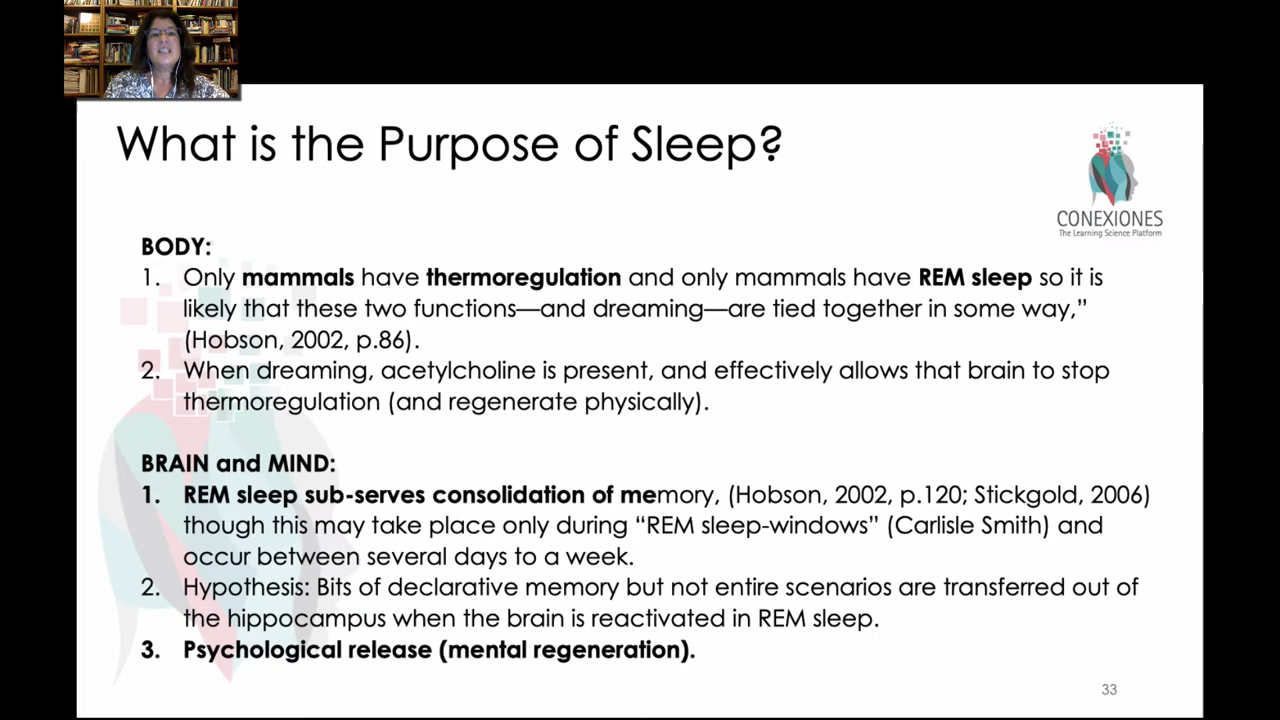 What is the Purpose of Sleep?
CONEXIONES
The Learning Science Platform
BODY:
1. Only mammals have thermoregulation and only mammals have REM sleep so it is
likely that these two functions—and dreaming—are tied together in some way,”
(Hobson, 2002, p.86).
2. When dreaming, acetylcholine is present, and effectively allows that brain to stop
thermoregulation (and regenerate physically).
BRAIN and MIND:
1. REM sleep sub-serves consolidation of memory, (Hobson, 2002, p.120; Stickgold, 2006)
though this may take place only during “REM sleep-windows” (Carlisle Smith) and
occur between several days to a week.
2. Hypothesis: Bits of declarative memory but not entire scenarios are transferred out of
the hippocampus when the brain is reactivated in REM sleep.
3. Psychological release (mental regeneration).
33